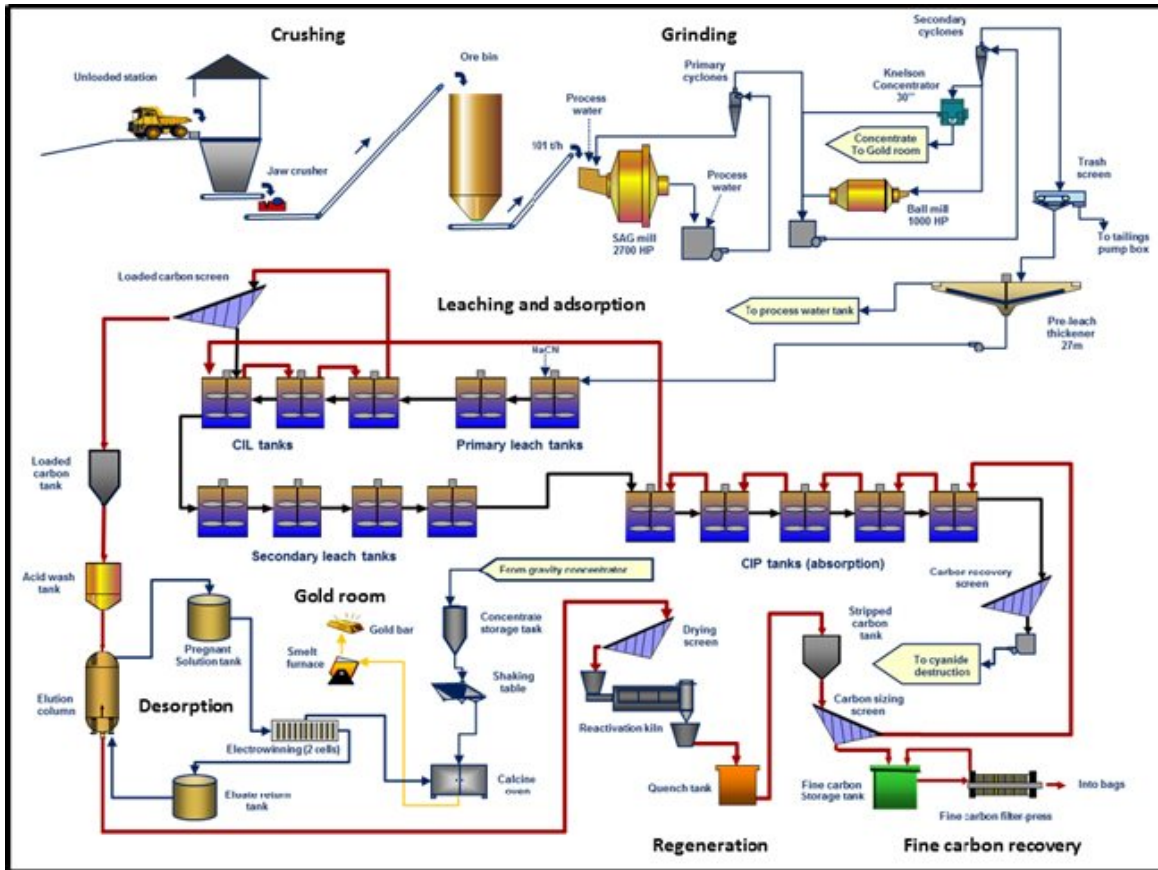 Crushing
Grinding
Secondary
cyclones
Unloaded station
Ore bin
Primary
cyclones
Knelson
Concentrator
30""
Process
water
Concentrate
To Gold room
Trash
screen
101 t/h
Jaw crusher
Process
water
Ball mill
1000 HP
SAG mill
2700 HP
To tailings
pump box
Loaded carbon screen
Leaching and adsorption
To process water tank
Pre-leach
thickener
27m
NaCN
CIL tanks
Primary leach tanks
Loaded
carbon
tank
Secondary leach tanks
CIP tanks (absorption)
Acid wash
tank
Gold room
From gravity concentrator
Carbor recovery
screen
Gold bar
Concentrate
storage task
Drying
screen
Stripped
carbon
tank
Pregnant
Solution tank
Smelt
furnace
To cyanide
destruction
Elution
column
Desorption
Shaking
table
Reactivation kiln
Carbon sizing
screen
Electrowinning (2 cells)
Calcine
oven
Quench tank
Fine carbon
Storage tank
Into bags
Eluate return
tank
Fine carbon filter-press
Regeneration
Fine carbon recovery